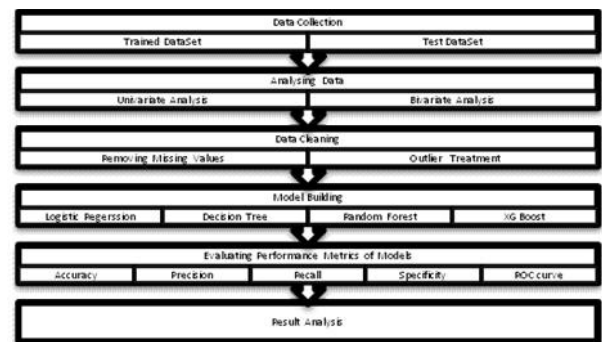 Data Collection
Trained DataSet Test DataSet
Analysing Data
Univariate Analysis Bivariate Analysis
Data Cleaning
Removing Missing Values Outlier Treatment
Model Building
Logistic Regerssion Decision Tree Random Forest XG Boost
Evaluating Performance Metrics of Models
Accuracy Precision Recall Specificity ROC curve
Result Analysis